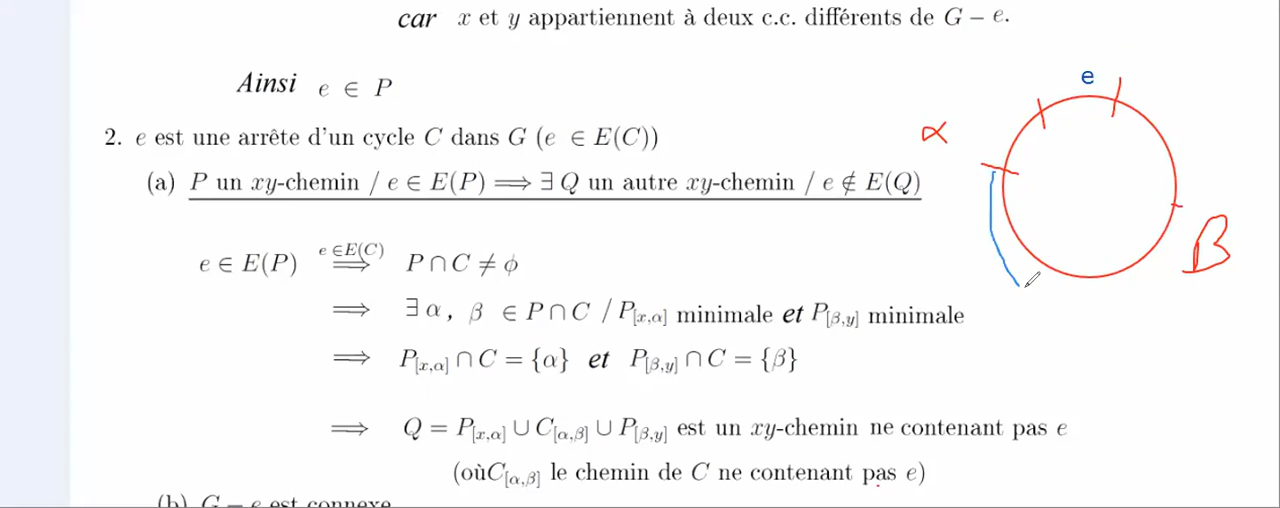 car x et y appartiennent à deux c.c. différents de G − e.
Ainsi e ∈ P
e
2. e est une arrête d'un cycle C dans G (e ∈ E(C))
α
(a) P un xy-chemin / e ∈ E(P) ⟹ ∃ Q un autre xy-chemin / e ∉ E(Q)
β
e ∈ E(P) e ∈E(C) ⟹ P ∩ C ≠ ϕ
⟹ ∃ α , β ∈ P ∩ C / P[x,α] minimale et P[β,y] minimale
⟹ P[x,α] ∩ C = {α} et P[β,y] ∩ C = {β}
⟹ Q = P[x,α] ∪ C[α,β] ∪ P[β,y] est un xy-chemin ne contenant pas e
(oùC[α,β] le chemin de C ne contenant pas e)
(b) G − e est connexe